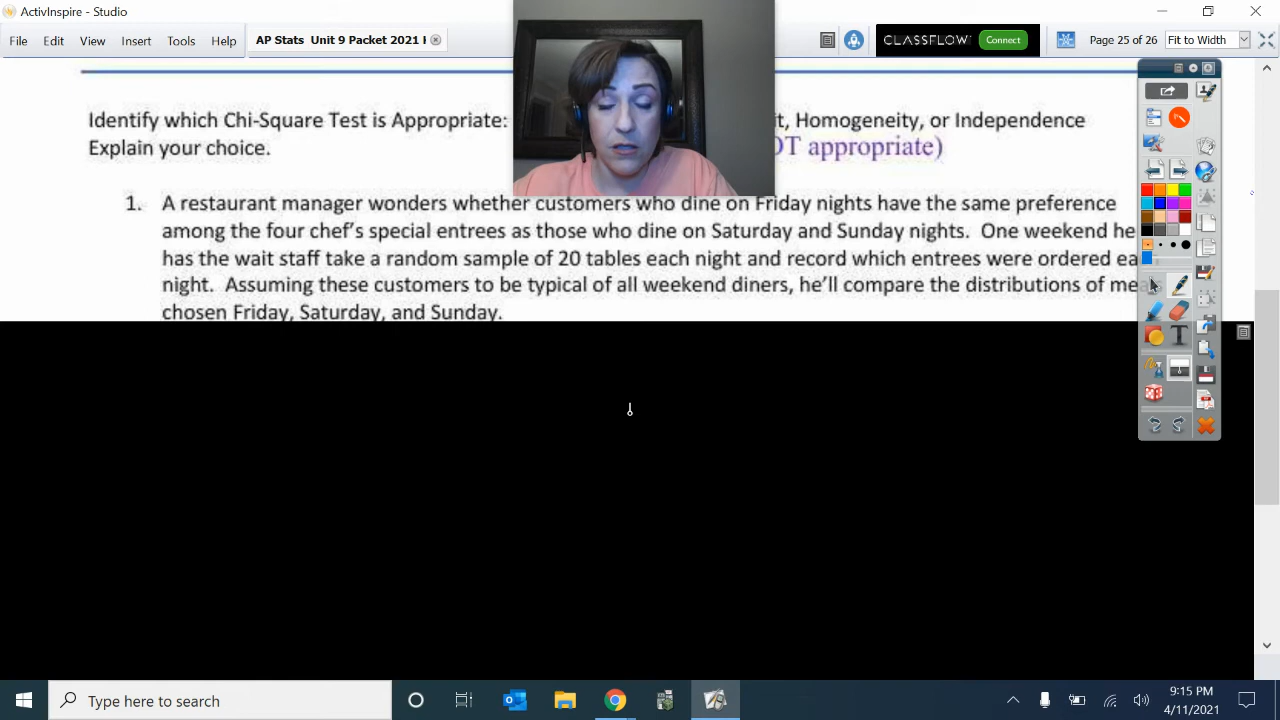 ActivInspire - Studio
File Edit View Insert Tools Help
AP Stats Unit 9 Packet 2021
CLASSFLOW Connect
Page 25 of 26
Fit to Width
Identify which Chi-Square Test is Appropriate: t, Homogeneity, or Independence
Explain your choice. OT appropriate)
1. A restaurant manager wonders whether customers who dine on Friday nights have the same preference
among the four chef's special entrees as those who dine on Saturday and Sunday nights. One weekend he
has the wait staff take a random sample of 20 tables each night and record which entrees were ordered ea
night. Assuming these customers to be typical of all weekend diners, he'll compare the distributions of mea
chosen Friday, Saturday, and Sunday.
Type here to search
9:15 PM
4/11/2021